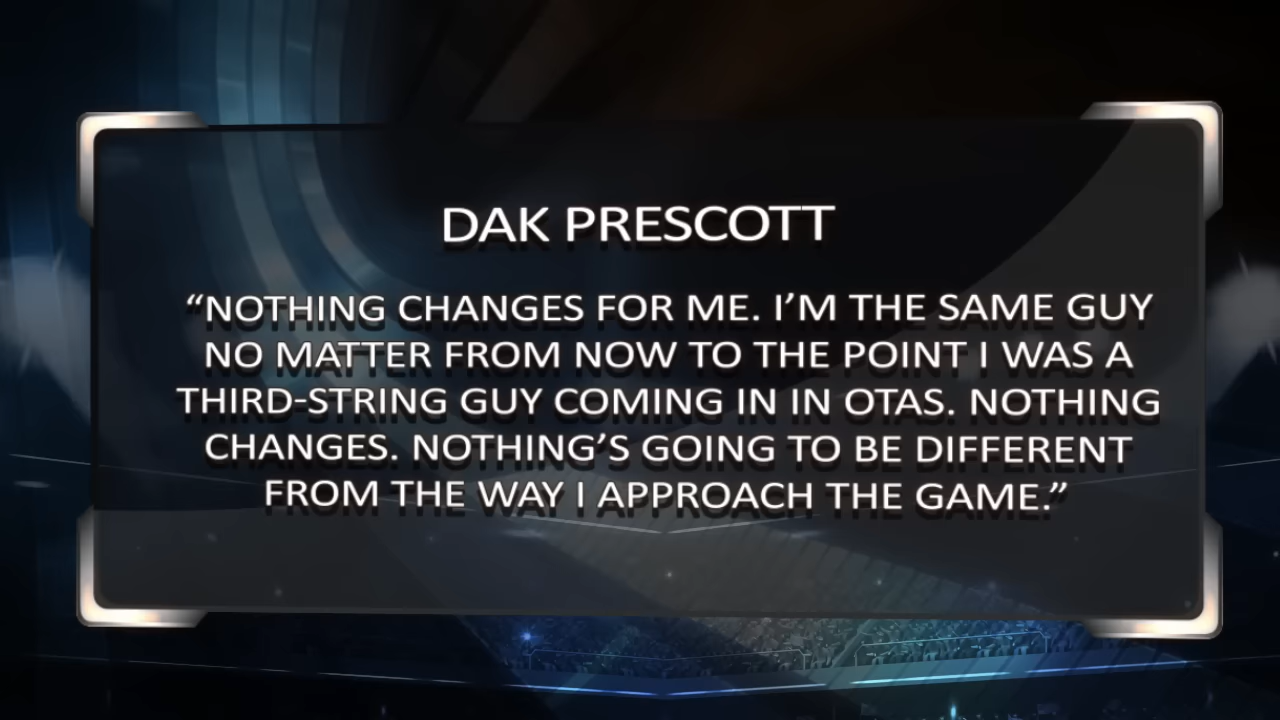 DAK PRESCOTT
“NOTHING CHANGES FOR ME. I’M THE SAME GUY
NO MATTER FROM NOW TO THE POINT I WAS A
THIRD-STRING GUY COMING IN IN OTAS. NOTHING
CHANGES. NOTHING’S GOING TO BE DIFFERENT
FROM THE WAY I APPROACH THE GAME.”